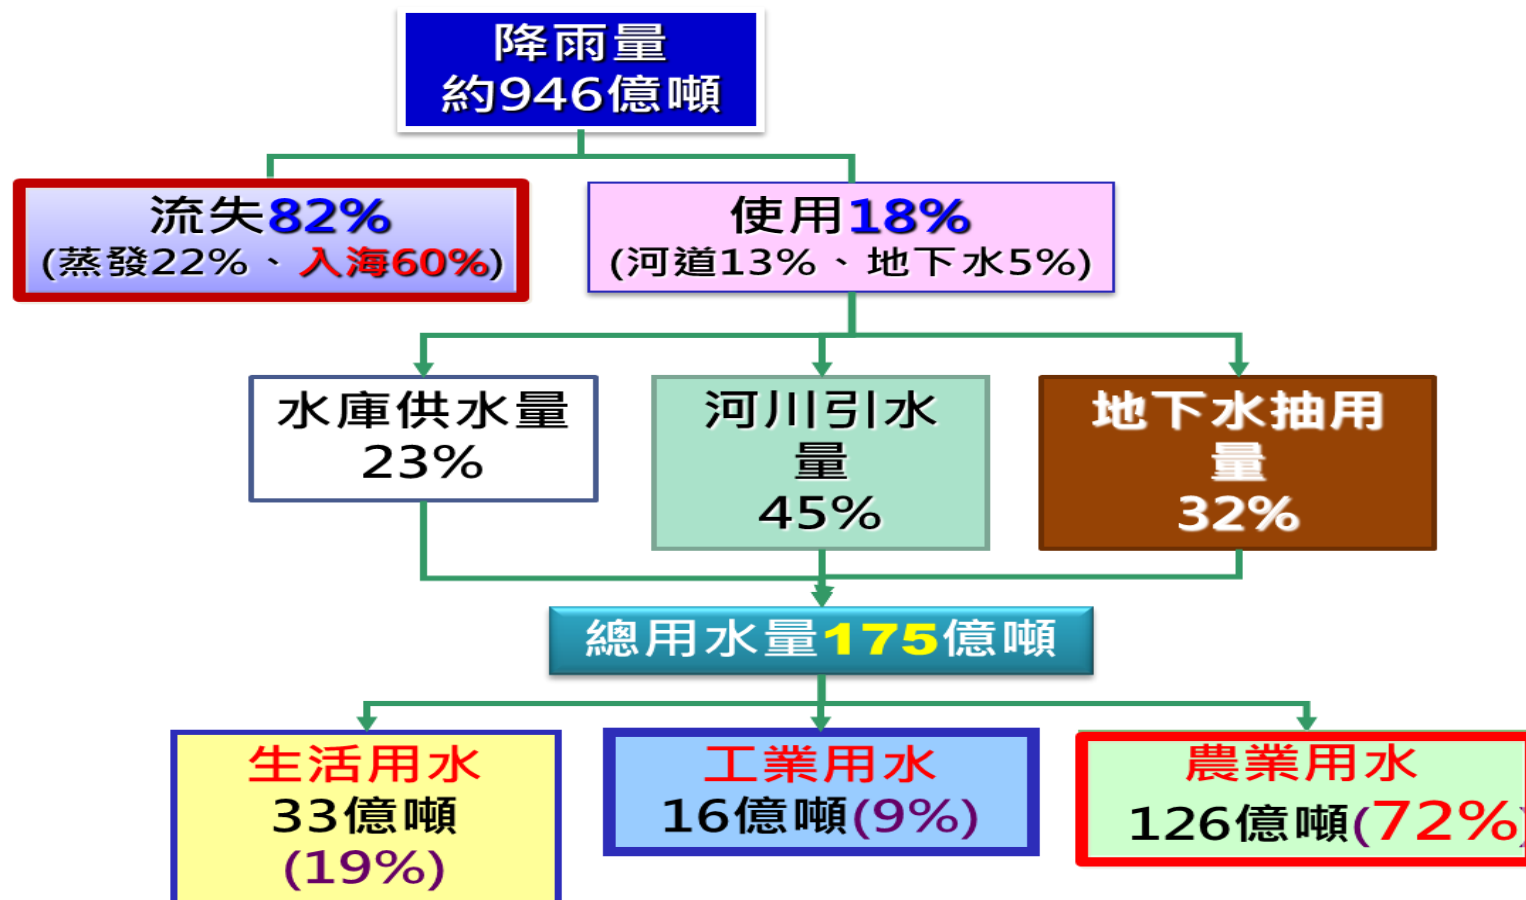 降雨量
約946億噸
流失82%
(蒸發22%、入海60%)
使用18%
(河道13%、地下水5%)
水庫供水量
23%
河川引水
量
45%
地下水抽用
量
32%
總用水量175億噸
生活用水
33億噸
(19%)
工業用水
16億噸(9%)
農業用水
126億噸(72%)